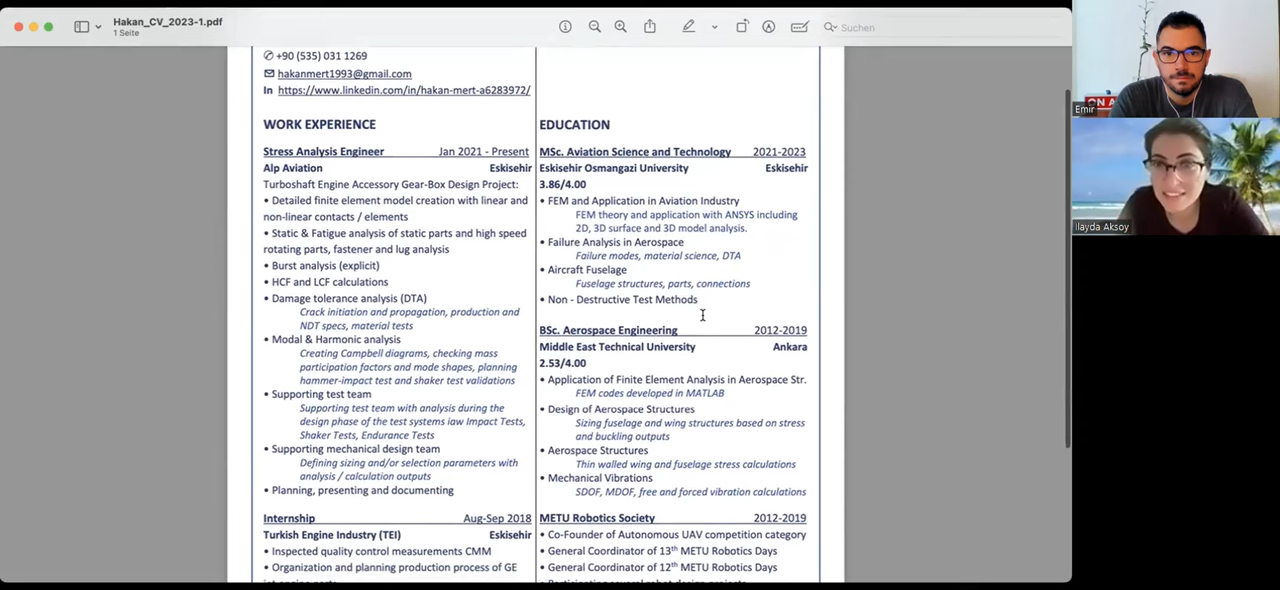 Hakan_CV_2023-1.pdf
1 Seite
Suchen
+90 (535) 031 1269
hakanmert1993@gmail.com
In https://www.linkedin.com/in/hakan-mert-a6283972/
WORK EXPERIENCE
Stress Analysis Engineer Jan 2021 - Present
Alp Aviation Eskisehir
Turboshaft Engine Accessory Gear-Box Design Project:
• Detailed finite element model creation with linear and
non-linear contacts / elements
• Static & Fatigue analysis of static parts and high speed
rotating parts, fastener and lug analysis
• Burst analysis (explicit)
• HCF and LCF calculations
• Damage tolerance analysis (DTA)
Crack initiation and propagation, production and
NDT specs, material tests
• Modal & Harmonic analysis
Creating Campbell diagrams, checking mass
participation factors and mode shapes, planning
hammer-impact test and shaker test validations
• Supporting test team
Supporting test team with analysis during the
design phase of the test systems iaw Impact Tests,
Shaker Tests, Endurance Tests
• Supporting mechanical design team
Defining sizing and/or selection parameters with
analysis / calculation outputs
• Planning, presenting and documenting
Internship Aug-Sep 2018
Turkish Engine Industry (TEI) Eskisehir
• Inspected quality control measurements CMM
• Organization and planning production process of GE
EDUCATION
MSc. Aviation Science and Technology 2021-2023
Eskisehir Osmangazi University Eskisehir
3.86/4.00
• FEM and Application in Aviation Industry
FEM theory and application with ANSYS including
2D, 3D surface and 3D model analysis.
• Failure Analysis in Aerospace
Failure modes, material science, DTA
• Aircraft Fuselage
Fuselage structures, parts, connections
• Non - Destructive Test Methods
BSc. Aerospace Engineering 2012-2019
Middle East Technical University Ankara
2.53/4.00
• Application of Finite Element Analysis in Aerospace Str.
FEM codes developed in MATLAB
• Design of Aerospace Structures
Sizing fuselage and wing structures based on stress
and buckling outputs
• Aerospace Structures
Thin walled wing and fuselage stress calculations
• Mechanical Vibrations
SDOF, MDOF, free and forced vibration calculations
METU Robotics Society 2012-2019
• Co-Founder of Autonomous UAV competition category
• General Coordinator of 13th METU Robotics Days
• General Coordinator of 12th METU Robotics Days
Emir
Ilayda Aksoy